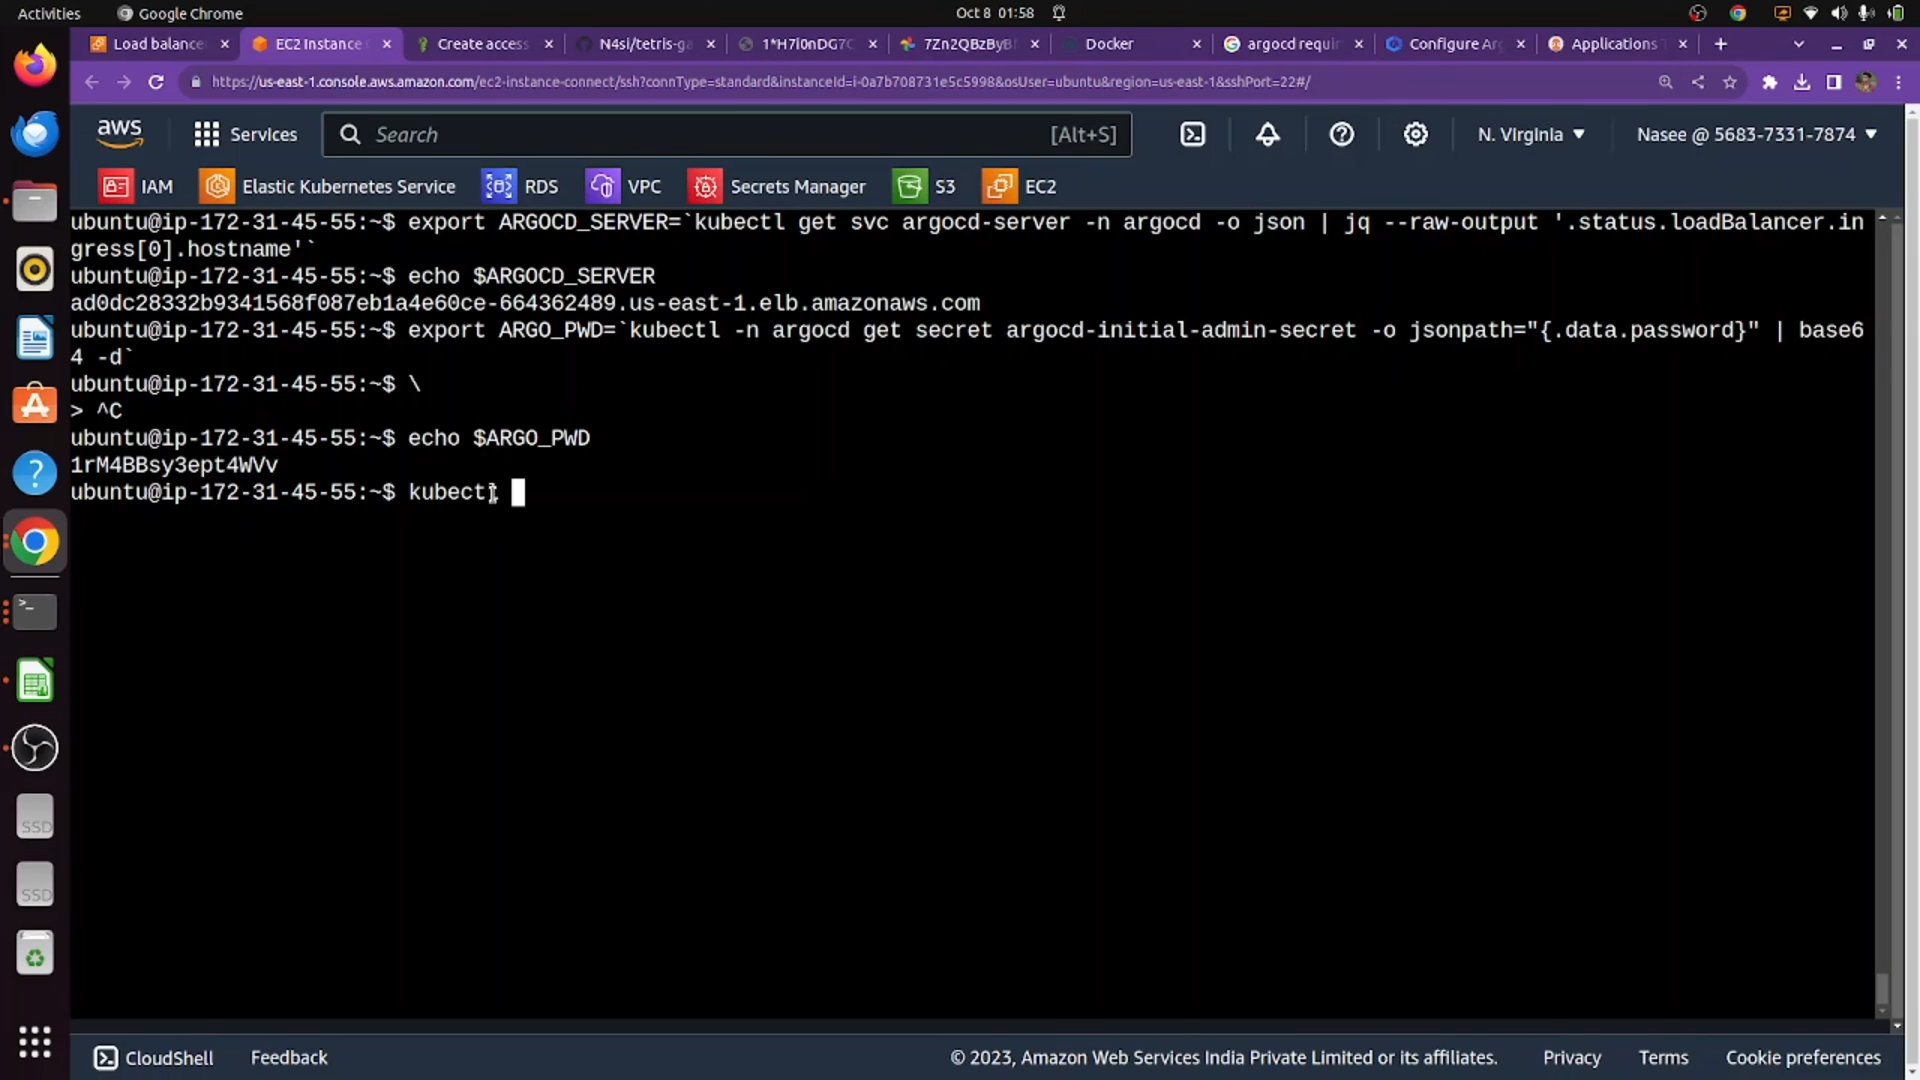 Activities
Google Chrome
Oct 8 01:58
Load balance
EC2 Instance
Create access
N4si/tetris-ga
1*H7l0nDG7C
7Zn2QBzByB
Docker
argocd requi
Configure Ar
Applications
https://us-east-1.console.aws.amazon.com/ec2-instance-connect/ssh?connType=standard&instanceId=i-0a7b708731e5c5998&osUser=ubuntu&region=us-east-1&sshPort=22#/
aws
Services
Search
[Alt+S]
N. Virginia
Nasee @ 5683-7331-7874
IAM
Elastic Kubernetes Service
RDS
VPC
Secrets Manager
S3
EC2
ubuntu@ip-172-31-45-55:~$ export ARGOCD_SERVER=`kubectl get svc argocd-server -n argocd -o json | jq --raw-output '.status.loadBalancer.in
gress[0].hostname'`
ubuntu@ip-172-31-45-55:~$ echo $ARGOCD_SERVER
ad0dc28332b9341568f087eb1a4e60ce-664362489.us-east-1.elb.amazonaws.com
ubuntu@ip-172-31-45-55:~$ export ARGO_PWD=`kubectl -n argocd get secret argocd-initial-admin-secret -o jsonpath="{.data.password}" | base6
4 -d`
ubuntu@ip-172-31-45-55:~$ \
> ^C
ubuntu@ip-172-31-45-55:~$ echo $ARGO_PWD
1rM4BBsy3ept4WVv
ubuntu@ip-172-31-45-55:~$ kubectl
SSD
SSD
CloudShell
Feedback
© 2023, Amazon Web Services India Private Limited or its affiliates.
Privacy
Terms
Cookie preferences